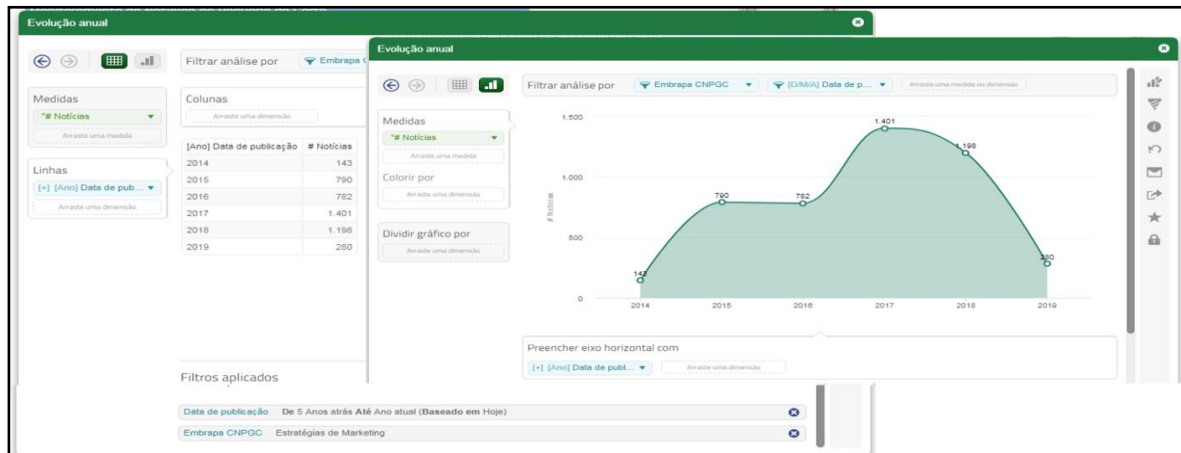 Evolução anual
Filtrar análise por
Embrapa
Medidas
*# Notícias
Arraste uma medida
Linhas
[+] [Ano] Data de pub...
Arraste uma dimensão
Colunas
Arraste uma dimensão
[Ano] Data de publicação # Notícias
2014 143
2015 790
2016 782
2017 1.401
2018 1.198
2019 280
Filtros aplicados
Data de publicação De 5 Anos atrás Até Ano atual (Baseado em Hoje)
Embrapa CNPGC Estratégias de Marketing
Evolução anual
Filtrar análise por
Embrapa CNPGC
[D/M/A] Data de p...
Arraste uma medida ou dimensão
Medidas
*# Notícias
Arraste uma medida
Colorir por
Arraste uma dimensão
Dividir gráfico por
Arraste uma dimensão
# Notícias
1.500
1.000
500
0
143
790
782
1.401
1.198
280
2014 2015 2016 2017 2018 2019
Preencher eixo horizontal com
[+] [Ano] Data de publ...
Arraste uma dimensão